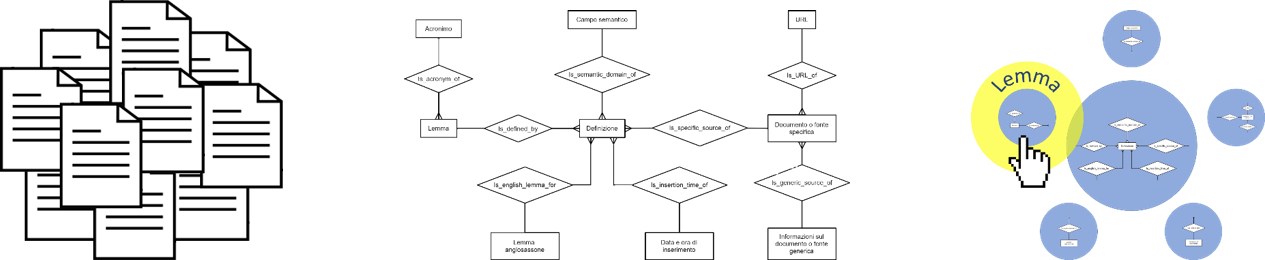 Acronimo
Campo semantico
URL
Is_acronym_of
Is_semantic_domain_of
Is_URL_of
Lemma
Is_defined_by
Definizione
Is_specific_source_of
Documento o fonte
specifica
Is_english_lemma_for
Is_insertion_time_of
Is_generic_source_of
Lemma
anglosassone
Data e ora di
inserimento
Informazioni sul
documento o fonte
generica
Lemma